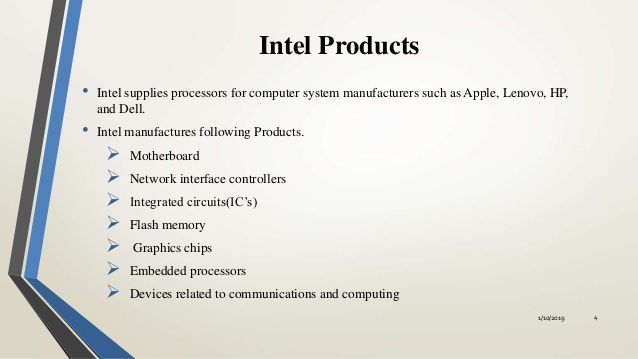 Intel Products
• Intel supplies processors for computer system manufacturers such as Apple, Lenovo, HP,
and Dell.
• Intel manufactures following Products.
➢ Motherboard
➢ Network interface controllers
➢ Integrated circuits(IC’s)
➢ Flash memory
➢ Graphics chips
➢ Embedded processors
➢ Devices related to communications and computing
1/10/2019 4